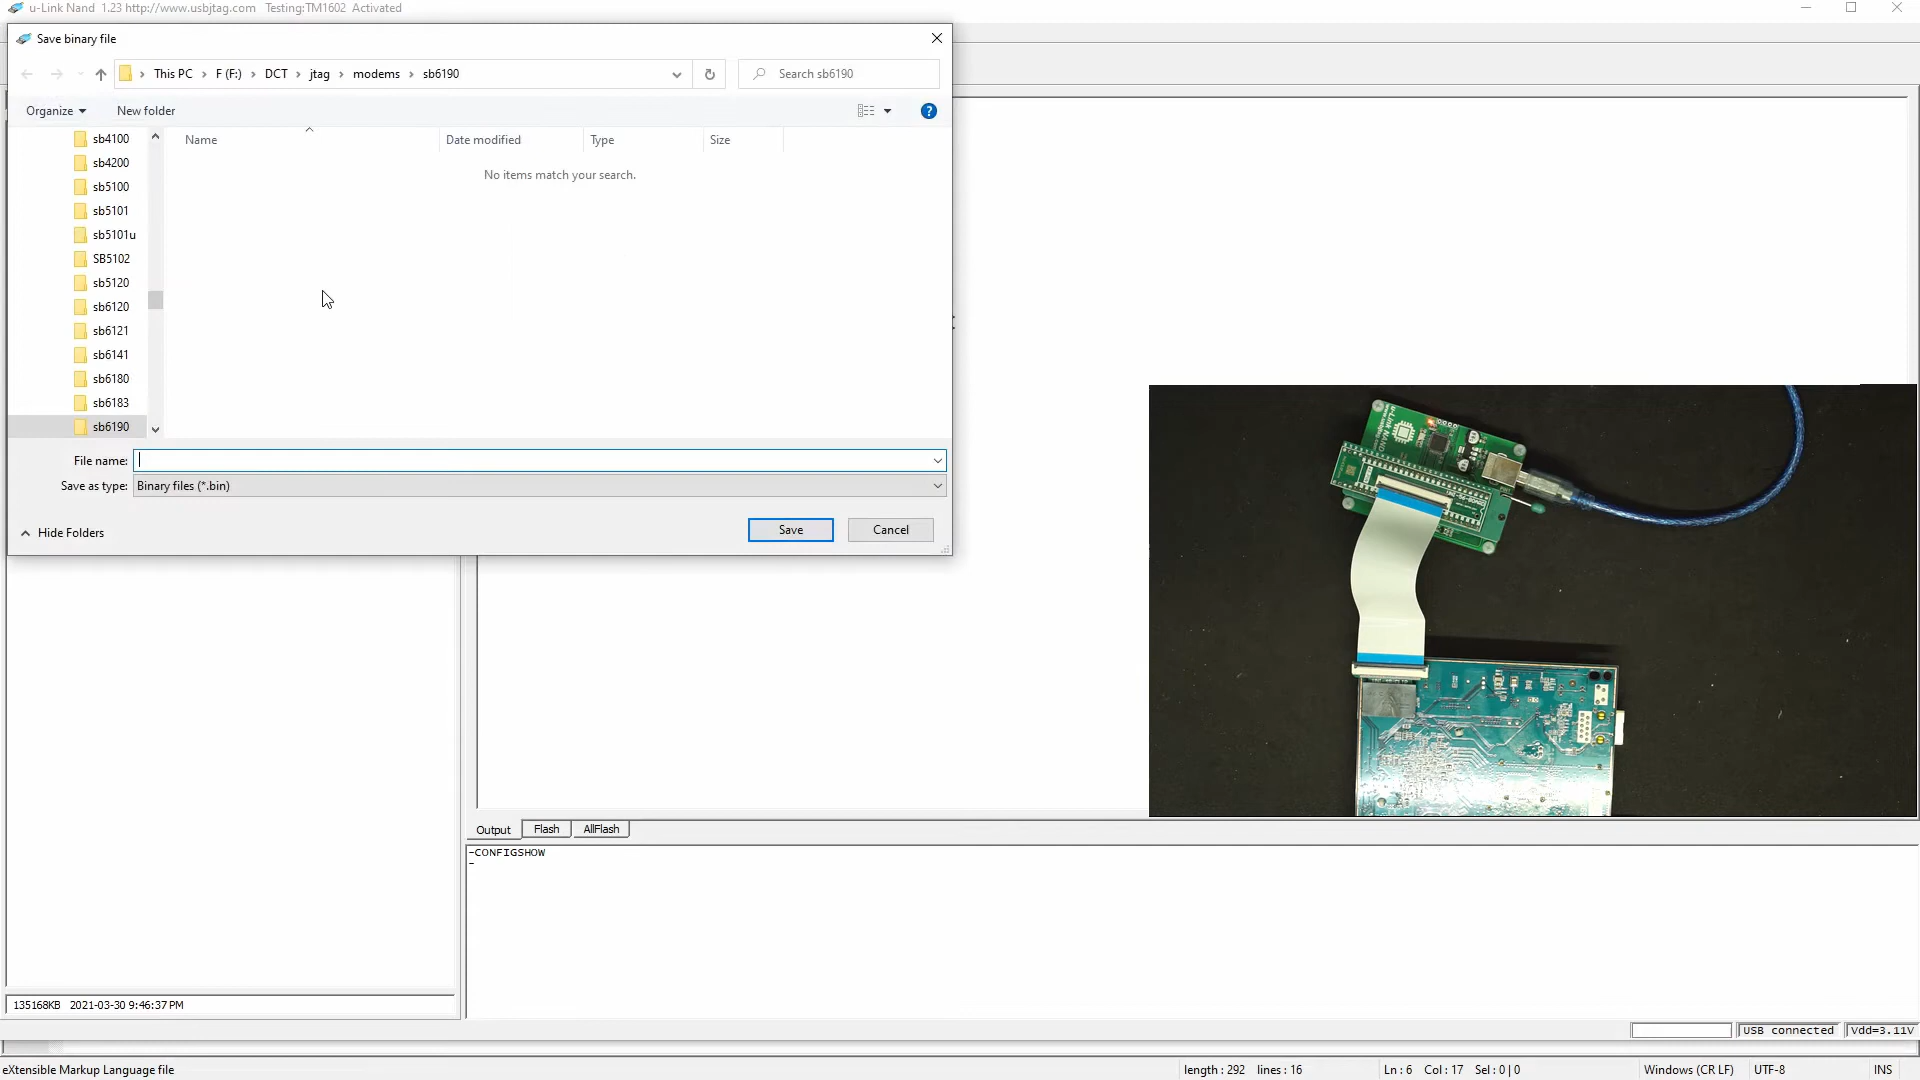 u-Link Nand 1.23 http://www.usbjtag.com Testing:TM1602 Activated
Save binary file
This PC > F (F:) > DCT > jtag > modems > sb6190
Search sb6190
Organize
New folder
Name
Date modified
Type
Size
No items match your search.
sb4100
sb4200
sb5100
sb5101
sb5101u
SB5102
sb5120
sb6120
sb6121
sb6141
sb6180
sb6183
sb6190
File name:
Save as type: Binary files (*.bin)
Hide Folders
Save
Cancel
u-Link NAND
Output
Flash
AllFlash
-CONFIGSHOW
-
135168KB 2021-03-30 9:46:37 PM
USB connected
Vdd=3.11V
eXtensible Markup Language file
length : 292 lines : 16
Ln : 6 Col : 17 Sel : 0 | 0
Windows (CR LF)
UTF-8
INS